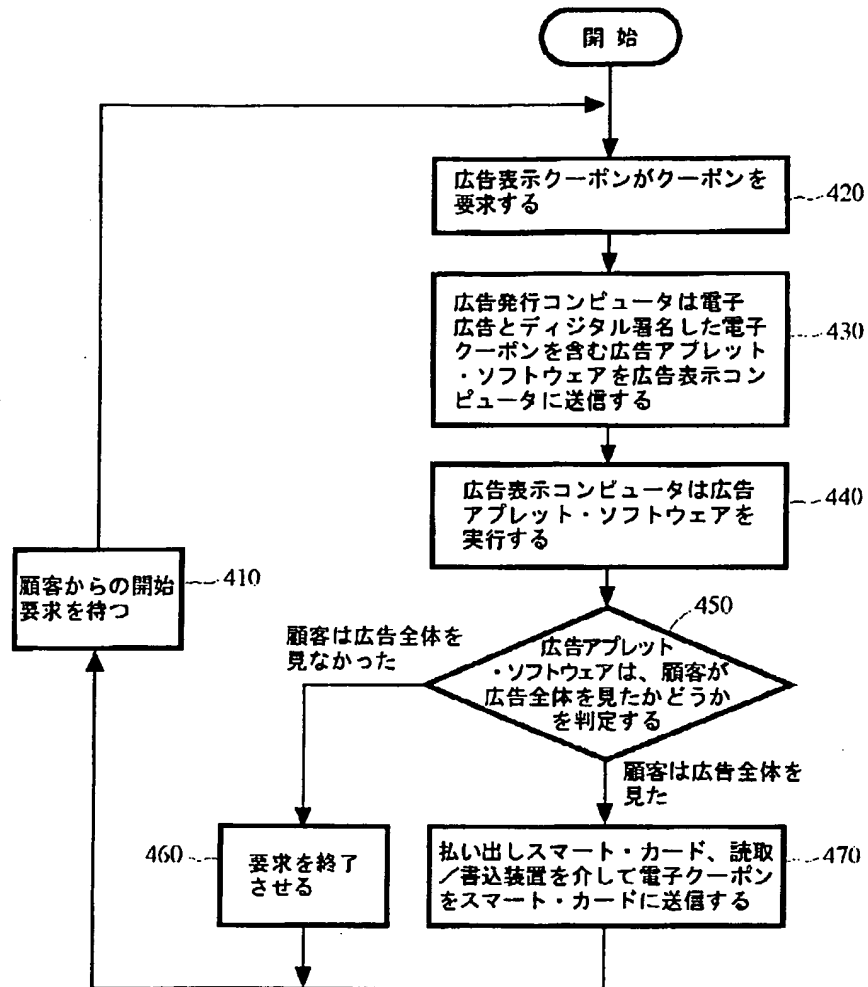 開始
広告表示クーポンがクーポンを
要求する
420
広告発行コンピュータは電子
広告とディジタル署名した電子
クーポンを含む広告アプレット
・ソフトウェアを広告表示コン
ピュータに送信する
430
広告表示コンピュータは広告
アプレット・ソフトウェアを
実行する
440
顧客からの開始
要求を待つ
410
450
広告アプレット
・ソフトウェアは、顧客が
広告全体を見たかどうか
を判定する
顧客は広告全体を
見なかった
顧客は広告全体を
見た
460
要求を終了
させる
払い出しスマート・カード、読取
/書込装置を介して電子クーポン
をスマート・カードに送信する
470